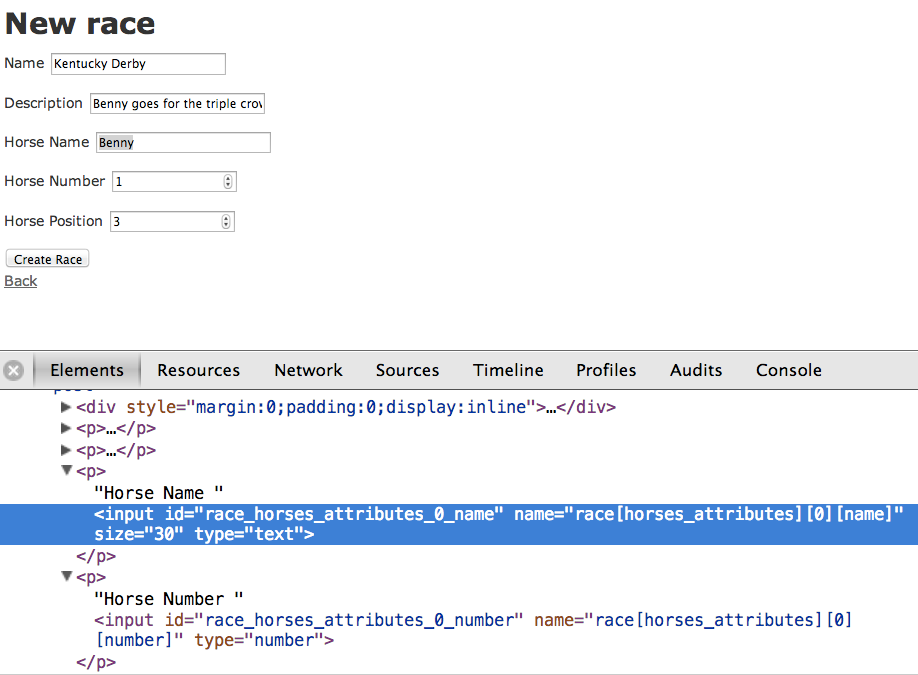 New race
Name Kentucky Derby
Description Benny goes for the triple
Horse Name Benny
Horse Number 1
Horse Position 3
Create Race
Back
Elements Resources Network Sources Timeline Profiles Audits Console
<div style="margin:0;padding:0;display:inline">…</div>
<p>…</p>
<p>…</p>
<p>
"Horse Name "
<input id="race_horses_attributes_0_name" name="race[horses_attributes][0][name]"
size="30" type="text">
</p>
<p>
"Horse Number "
<input id="race_horses_attributes_0_number" name="race[horses_attributes][0]
[number]" type="number">
</p>